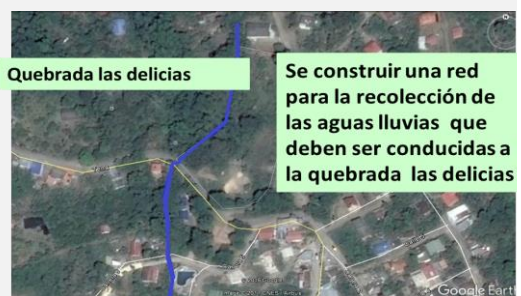 Quebrada las delicias
Se construir una red
para la recolección de
las aguas lluvias que
deben ser conducidas a
la quebrada las delicias
Google Earth